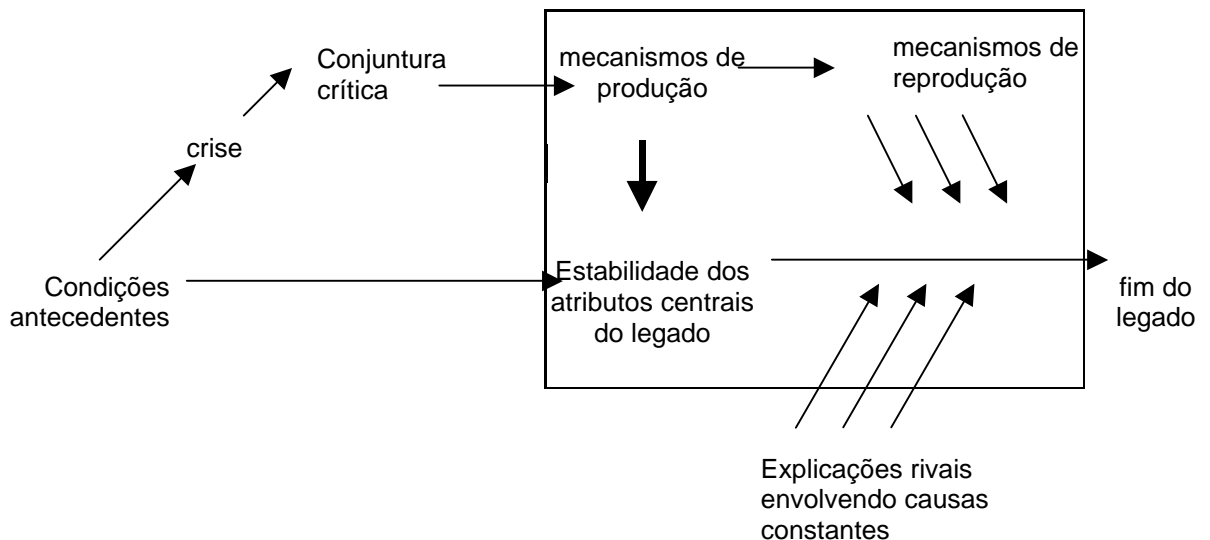 Conjuntura
crítica
mecanismos de
produção
mecanismos de
reprodução
crise
Condições
antecedentes
Estabilidade dos
atributos centrais
do legado
fim do
legado
Explicações rivais
envolvendo causas
constantes